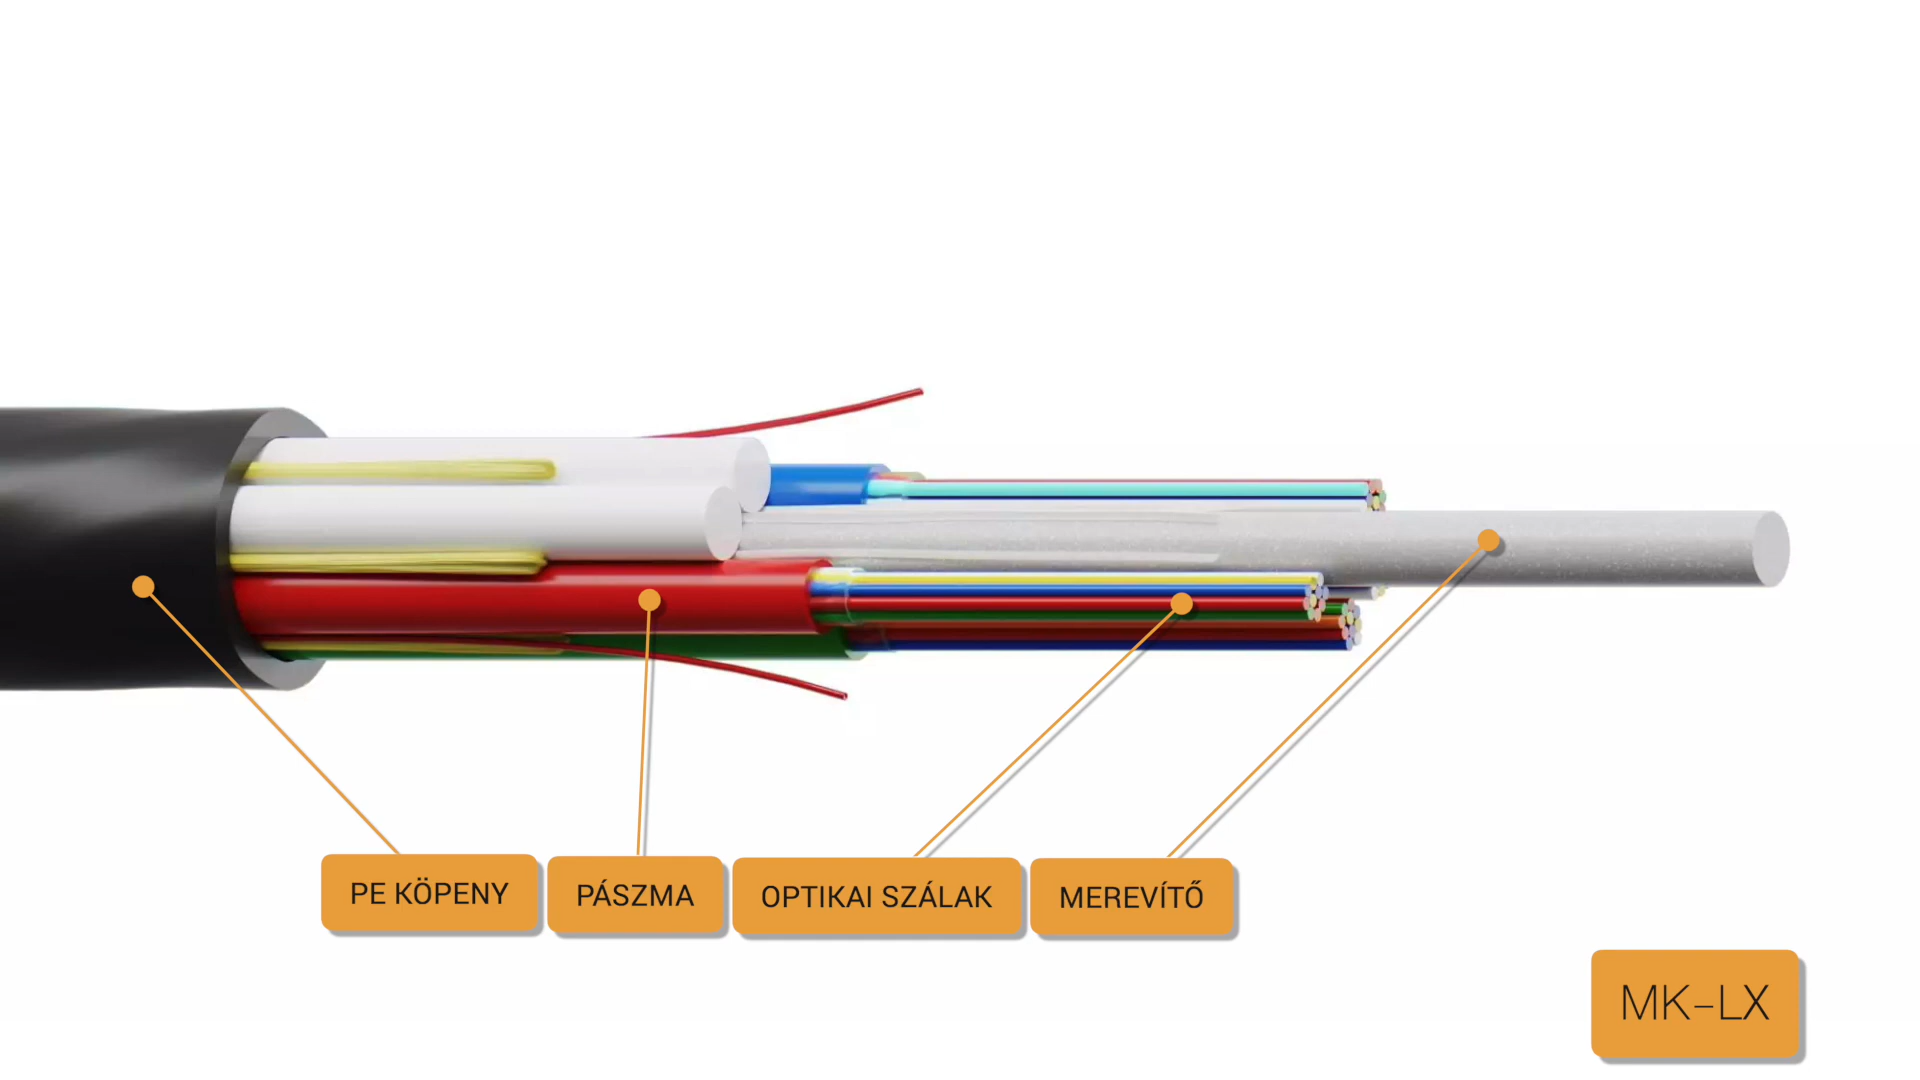 PE KÖPENY
PÁSZMA
OPTIKAI SZÁLAK
MEREVÍTŐ
MK-LX